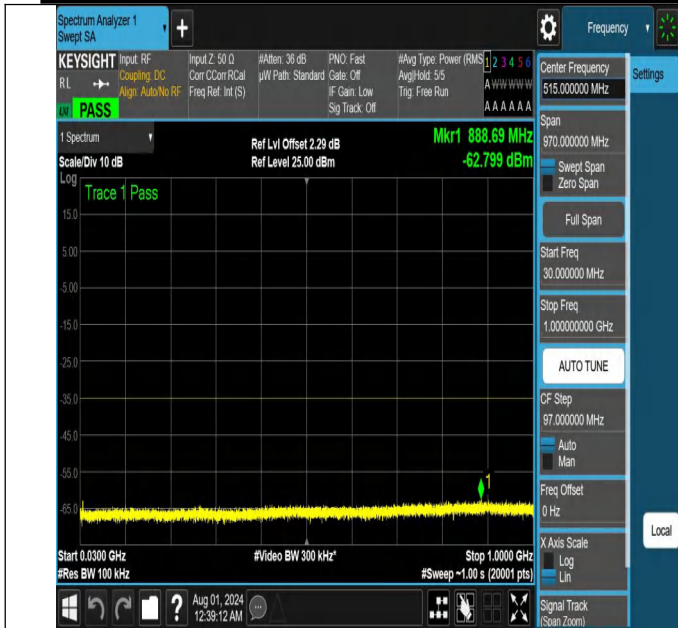 Spectrum Analyzer 1
Swept SA
+
Frequency
KEYSIGHT
RL
LXI
PASS
Input: RF
Coupling: DC
Align: Auto/No RF
Input Z: 50 Ω
Corr CCorr RCal
Freq Ref: Int (S)
#Atten: 36 dB
µW Path: Standard
PNO: Fast
Gate: Off
IF Gain: Low
Sig Track: Off
#Avg Type: Power (RMS
Avg|Hold: 5/5
Trig: Free Run
1 2 3 4 5 6
A W W W W W
A A A A A A
1 Spectrum
Scale/Div 10 dB
Ref Lvl Offset 2.29 dB
Ref Level 25.00 dBm
Mkr1 888.69 MHz
-62.799 dBm
Log
Trace 1 Pass
15.0
5.00
-5.00
-15.0
-25.0
-35.0
-45.0
-55.0
-65.0
1
Start 0.0300 GHz
#Res BW 100 kHz
#Video BW 300 kHz*
Stop 1.0000 GHz
#Sweep ~1.00 s (20001 pts)
?
Aug 01, 2024
12:39:12 AM
Center Frequency
515.000000 MHz
Settings
Span
970.000000 MHz
Swept Span
Zero Span
Full Span
Start Freq
30.000000 MHz
Stop Freq
1.000000000 GHz
AUTO TUNE
CF Step
97.000000 MHz
Auto
Man
Freq Offset
0 Hz
Local
X Axis Scale
Log
Lin
Signal Track
(Span Zoom)